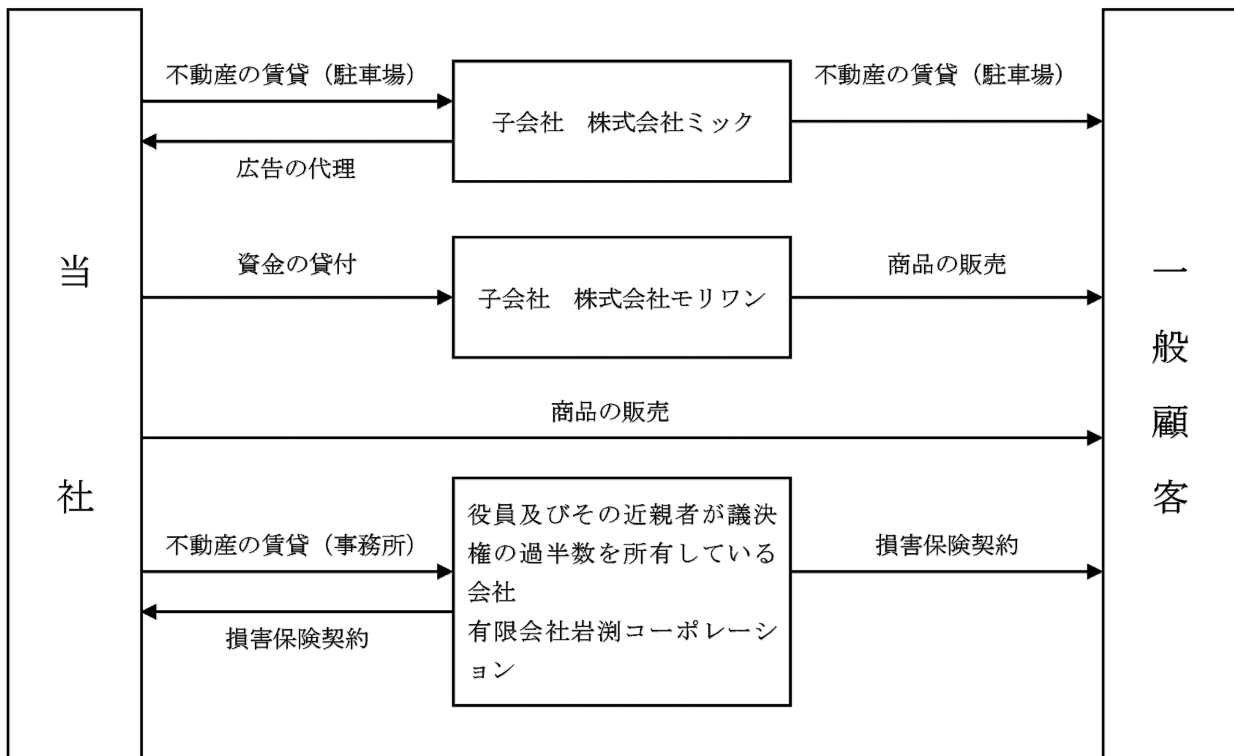 当社
不動産の賃貸（駐車場）
子会社　株式会社ミック
不動産の賃貸（駐車場）
広告の代理
資金の貸付
子会社　株式会社モリワン
商品の販売
商品の販売
不動産の賃貸（事務所）
役員及びその近親者が議決
権の過半数を所有している
会社
有限会社岩渕コーポレーシ
ョン
損害保険契約
損害保険契約
一般顧客